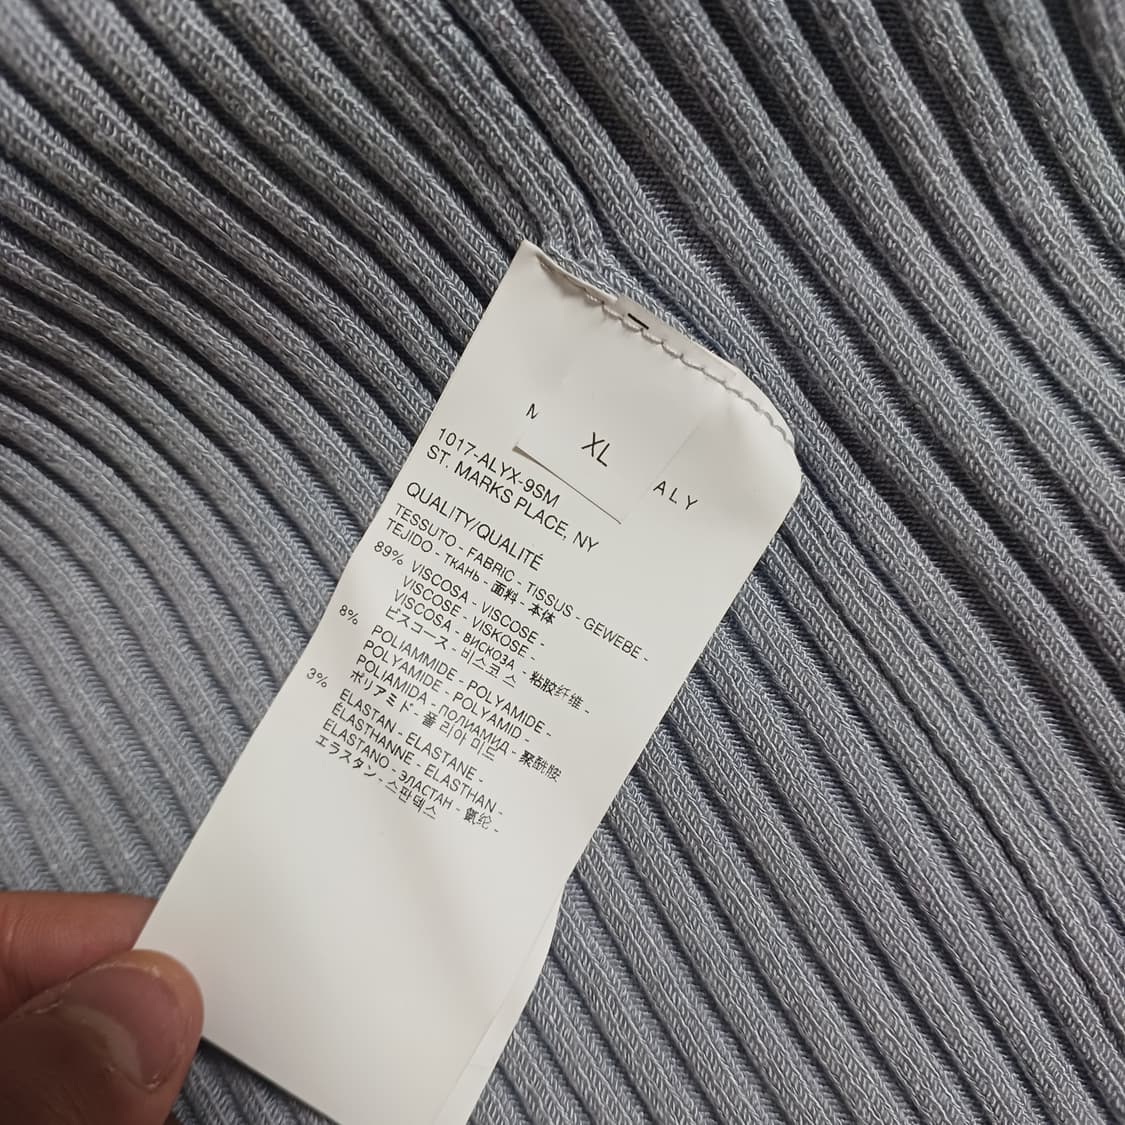 XL
N ALY
1017-ALYX-9SM
ST. MARKS PLACE, NY
QUALITY/QUALITÉ
TESSUTO - FABRIC - TISSUS - GEWEBE -
TEJIDO - ТКАНЬ - 面料 - 本体
89% VISCOSA - VISCOSE -
VISCOSE - VISKOSE -
VISCOSA - ВИСКОЗА - 粘胶纤维 -
ビスコース - 비스코 스
8% POLIAMMIDE - POLYAMIDE -
POLYAMIDE - POLYAMID -
POLIAMIDA - ПОЛИАМИД - 聚酰胺
ポリアミド - 폴 리아 미드
3% ELASTAN - ELASTANE -
ÉLASTHANNE - ELASTHAN -
ELASTANO - ЭЛАСТАН - 氨纶 -
エラスタン - 스판덱스